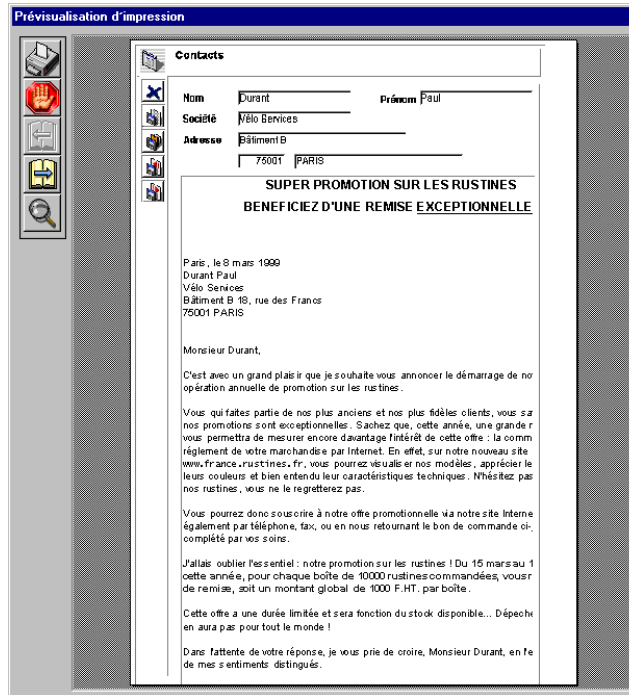 Prévisualisation d'impression
Contacts
Nom Durant Prénom Paul
Société Vélo Services
Adresse Bâtiment B
75001 PARIS
SUPER PROMOTION SUR LES RUSTINES
BENEFICIEZ D'UNE REMISE EXCEPTIONNELLE
Paris, le 8 mars 1999
Durant Paul
Vélo Services
Bâtiment B 18, rue des Francs
75001 PARIS
Monsieur Durant,
C'est avec un grand plaisir que je souhaite vous annoncer le démarrage de no
opération annuelle de promotion sur les rustines.
Vous qui faites partie de nos plus anciens et nos plus fidèles clients, vous sa
nos promotions sont exceptionnelles. Sachez que, cette année, une grande r
vous permettra de mesurer encore davantage l'intérêt de cette offre : la comm
réglement de votre marchandise par Internet. En effet, sur notre nouveau site
www.france.rustines.fr, vous pourrez visualiser nos modèles, apprécier le
leurs couleurs et bien entendu leur caractéristiques techniques. N'hésitez pas
nos rustines, vous ne le regretterez pas.
Vous pourrez donc souscrire à notre offre promotionnelle via notre site Interne
également par téléphone, fax, ou en nous retournant le bon de commande ci-
complété par vos soins.
J'allais oublier l'essentiel : notre promotion sur les rustines ! Du 15 mars au 1
cette année, pour chaque boîte de 10000 rustines commandées, vous r
de remise, soit un montant global de 1000 F.HT. par boîte.
Cette offre a une durée limitée et sera fonction du stock disponible... Dépeche
en aura pas pour tout le monde !
Dans l'attente de votre réponse, je vous prie de croire, Monsieur Durant, en l'e
de mes sentiments distingués.